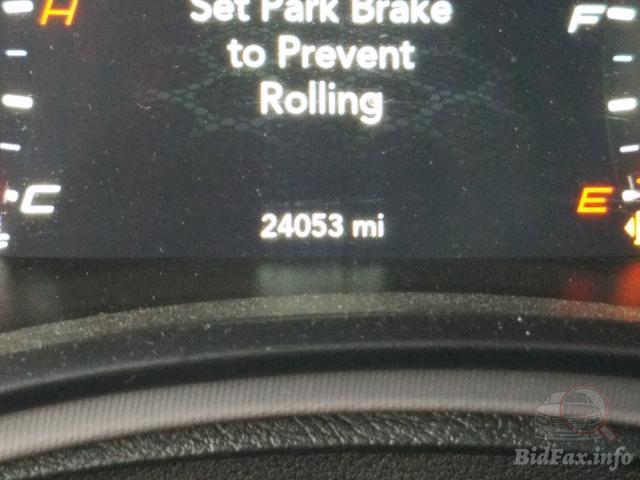 H
Set Park Brake
F
to Prevent
Rolling
C
E
24053 mi
BidFax.info